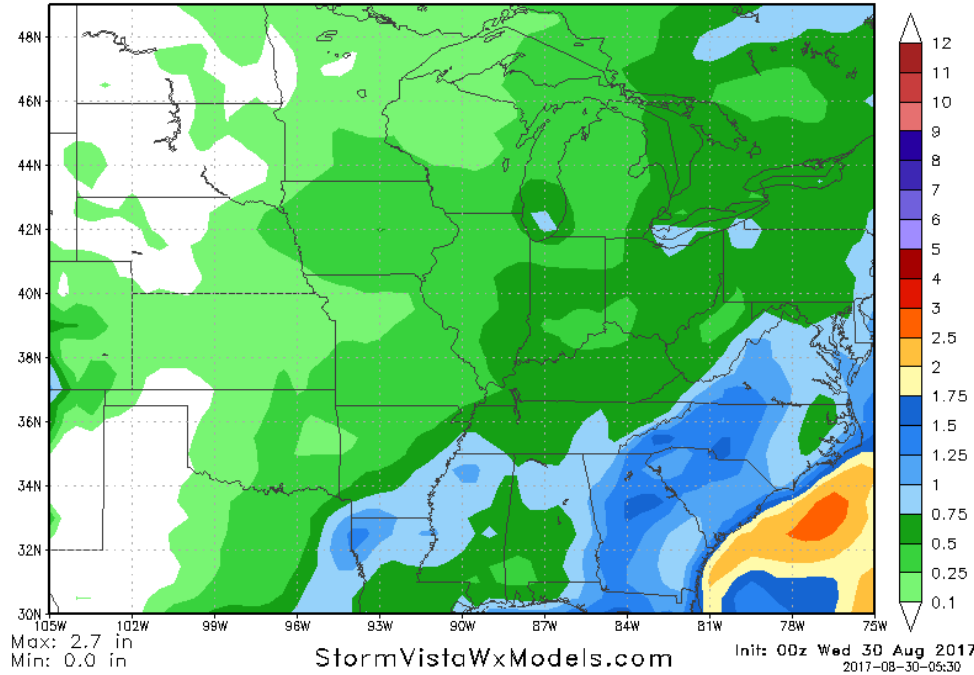 48N
46N
44N
42N
40N
38N
36N
34N
32N
30N
105W 102W 99W 96W 93W 90W 87W 84W 81W 78W 75W
12
11
10
9
8
7
6
5
4
3
2.5
2
1.75
1.5
1.25
1
0.75
0.5
0.25
0.1
Max: 2.7 in
Min: 0.0 in
StormVistaWxModels.com
Init: 00z Wed 30 Aug 2017
2017-08-30-05:30